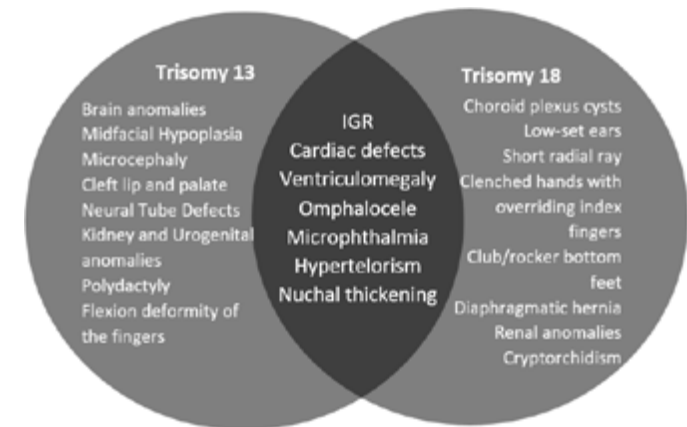 Trisomy 13
Brain anomalies
Midfacial Hypoplasia
Microcephaly
Cleft lip and palate
Neural Tube Defects
Kidney and Urogenital
anomalies
Polydactyly
Flexion deformity of
the fingers
IGR
Cardiac defects
Ventriculomegaly
Omphalocele
Microphthalmia
Hypertelorism
Nuchal thickening
Trisomy 18
Choroid plexus cysts
Low-set ears
Short radial ray
Clenched hands with
overriding index
fingers
Club/rocker bottom
feet
Diaphragmatic hernia
Renal anomalies
Cryptorchidism